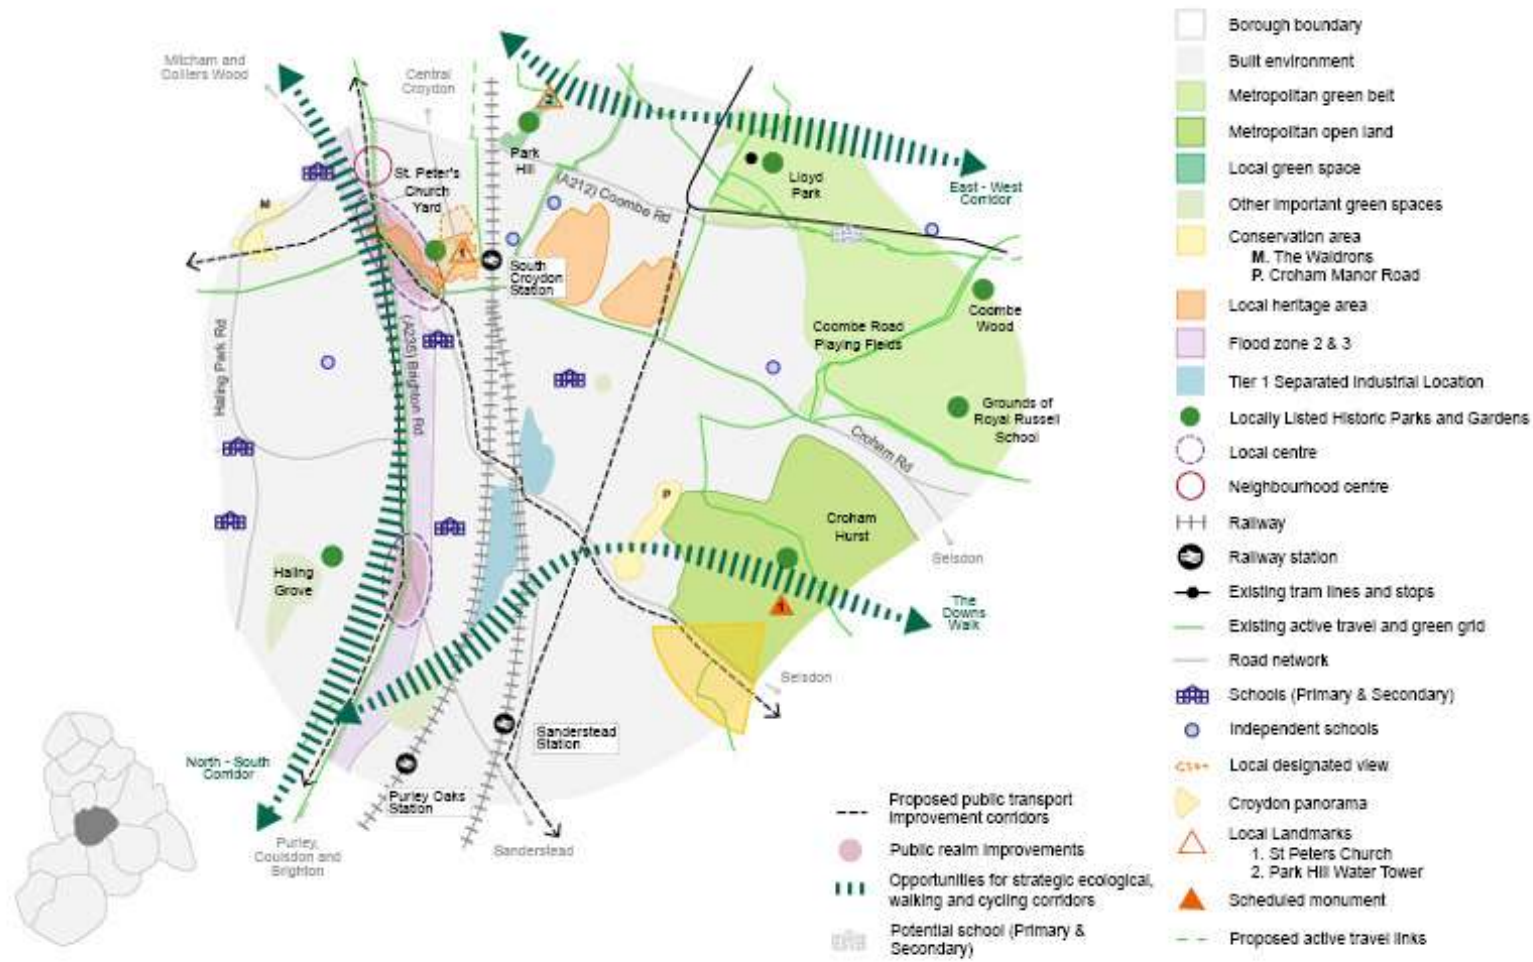 Mitcham and
Colliers Wood
Central
Croydon
Park
Hill
St. Peter's
Church
Yard
(A212) Coombe Rd
Lloyd
Park
East - West
Corridor
M
1
2
South
Croydon
Station
Coombe
Wood
Coombe Road
Playing Fields
Haling Park Rd
(A235) Brighton Rd
Grounds of
Royal Russell
School
Croham Rd
P
Croham
Hurst
Selsdon
Haling
Grove
1
The
Downs
Walk
Selsdon
Sanderstead
Station
North - South
Corridor
Purley Oaks
Station
Purley,
Coulsdon and
Brighton
Sanderstead
Proposed public transport
improvement corridors
Public realm improvements
Opportunities for strategic ecological,
walking and cycling corridors
Potential school (Primary &
Secondary)
Borough boundary
Built environment
Metropolitan green belt
Metropolitan open land
Local green space
Other important green spaces
Conservation area
M. The Waldrons
P. Croham Manor Road
Local heritage area
Flood zone 2 & 3
Tier 1 Separated Industrial Location
Locally Listed Historic Parks and Gardens
Local centre
Neighbourhood centre
Railway
Railway station
Existing tram lines and stops
Existing active travel and green grid
Road network
Schools (Primary & Secondary)
Independent schools
Local designated view
Croydon panorama
Local Landmarks
1. St Peters Church
2. Park Hill Water Tower
Scheduled monument
Proposed active travel links